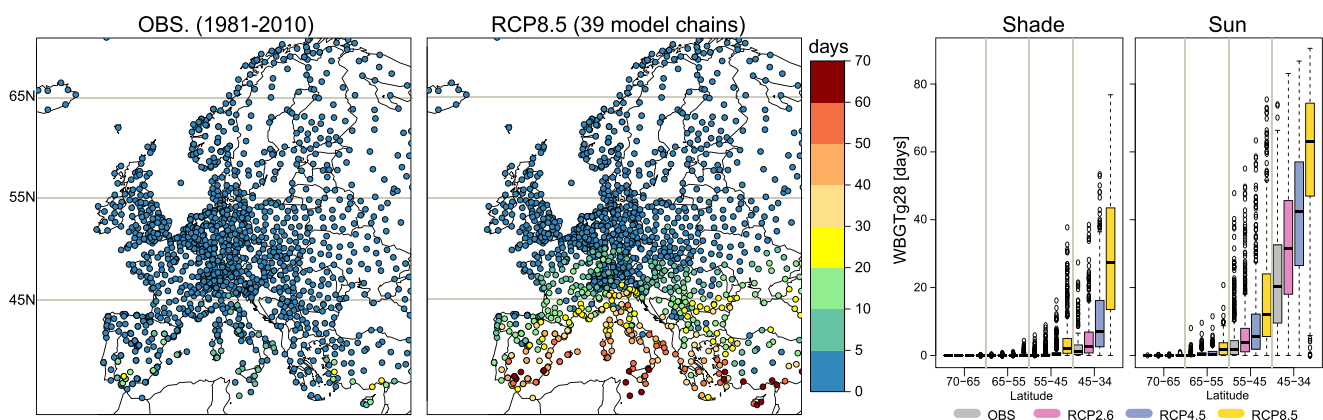 OBS. (1981-2010)
RCP8.5 (39 model chains)
65N
55N
45N
days
70
60
50
40
30
20
10
5
0
Shade
Sun
WBGTg28 [days]
80
60
40
20
0
70−65 65−55 55−45 45−34
Latitude
70−65 65−55 55−45 45−34
Latitude
OBS RCP2.6 RCP4.5 RCP8.5